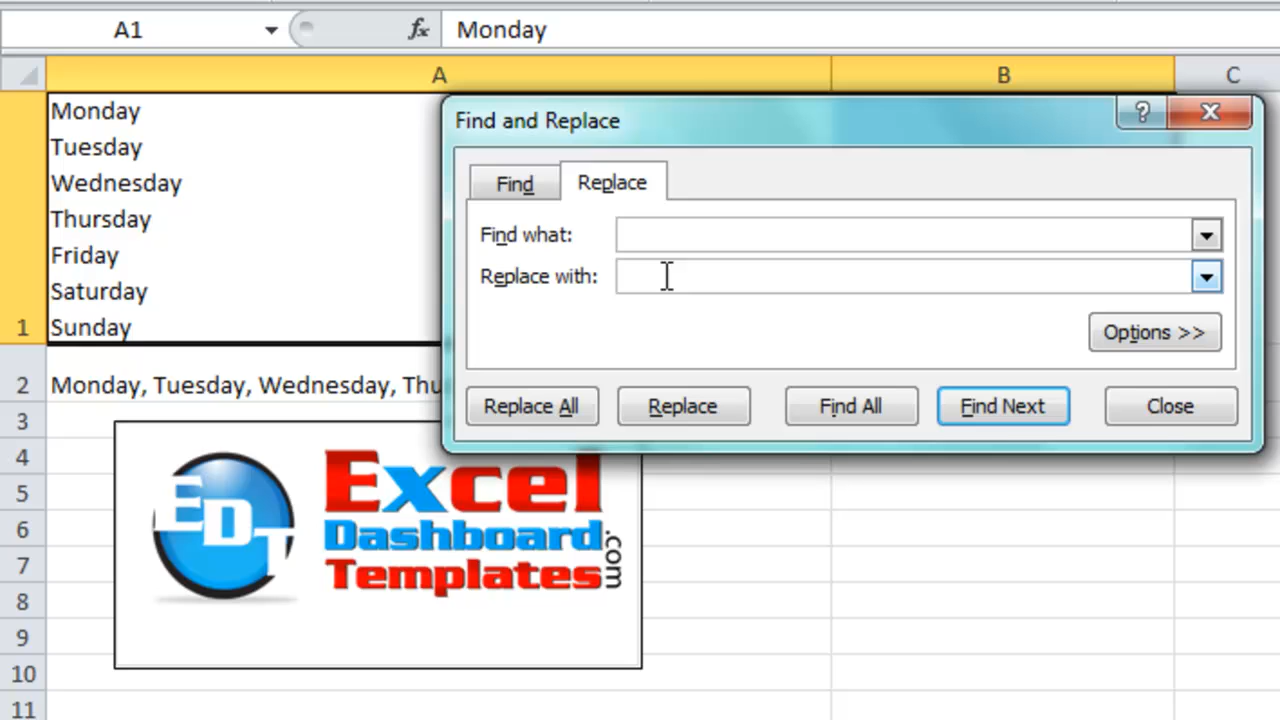 A1 fx Monday
A B C
Monday
Tuesday
Wednesday
Thursday
Friday
Saturday
1 Sunday
2 Monday, Tuesday, Wednesday, Thu
3
4
5
6
7
8
9
10
11
Find and Replace ?
Find Replace
Find what:
Replace with:
Options >>
Replace All Replace Find All Find Next Close
EDT
Excel
Dashboard
Templates
.com